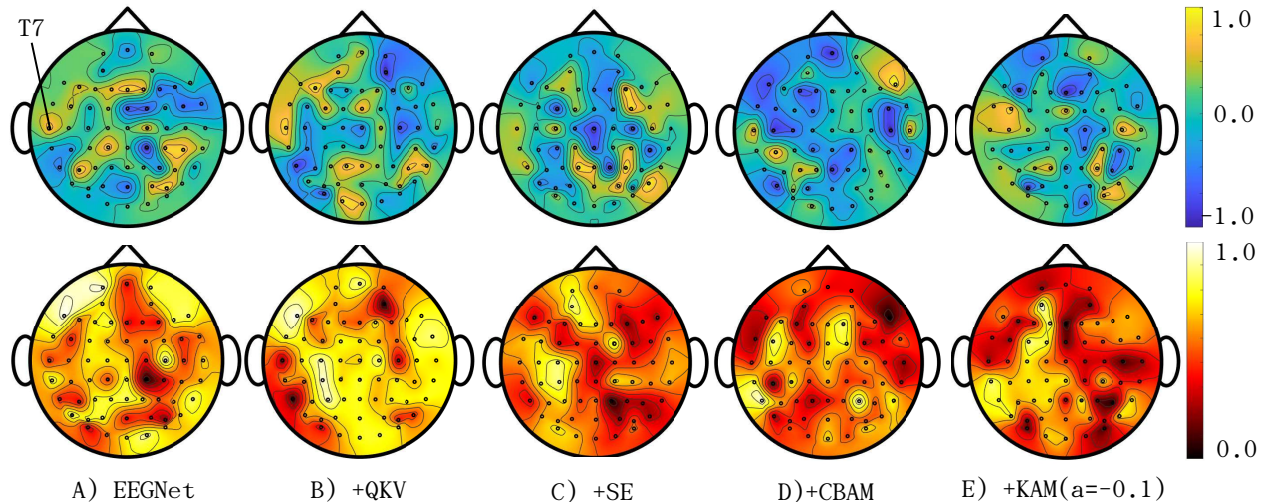 T7
1.0
0.0
-1.0
1.0
0.0
A) EEGNet
B) +QKV
C) +SE
D)+CBAM
E) +KAM(a=-0.1)